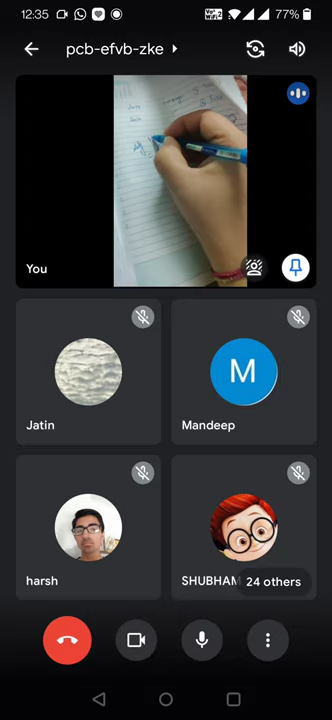 12.35 77%
pcb-efvb-zke
You
Jatin Mandeep
M
harsh SHUBHAM
24 others